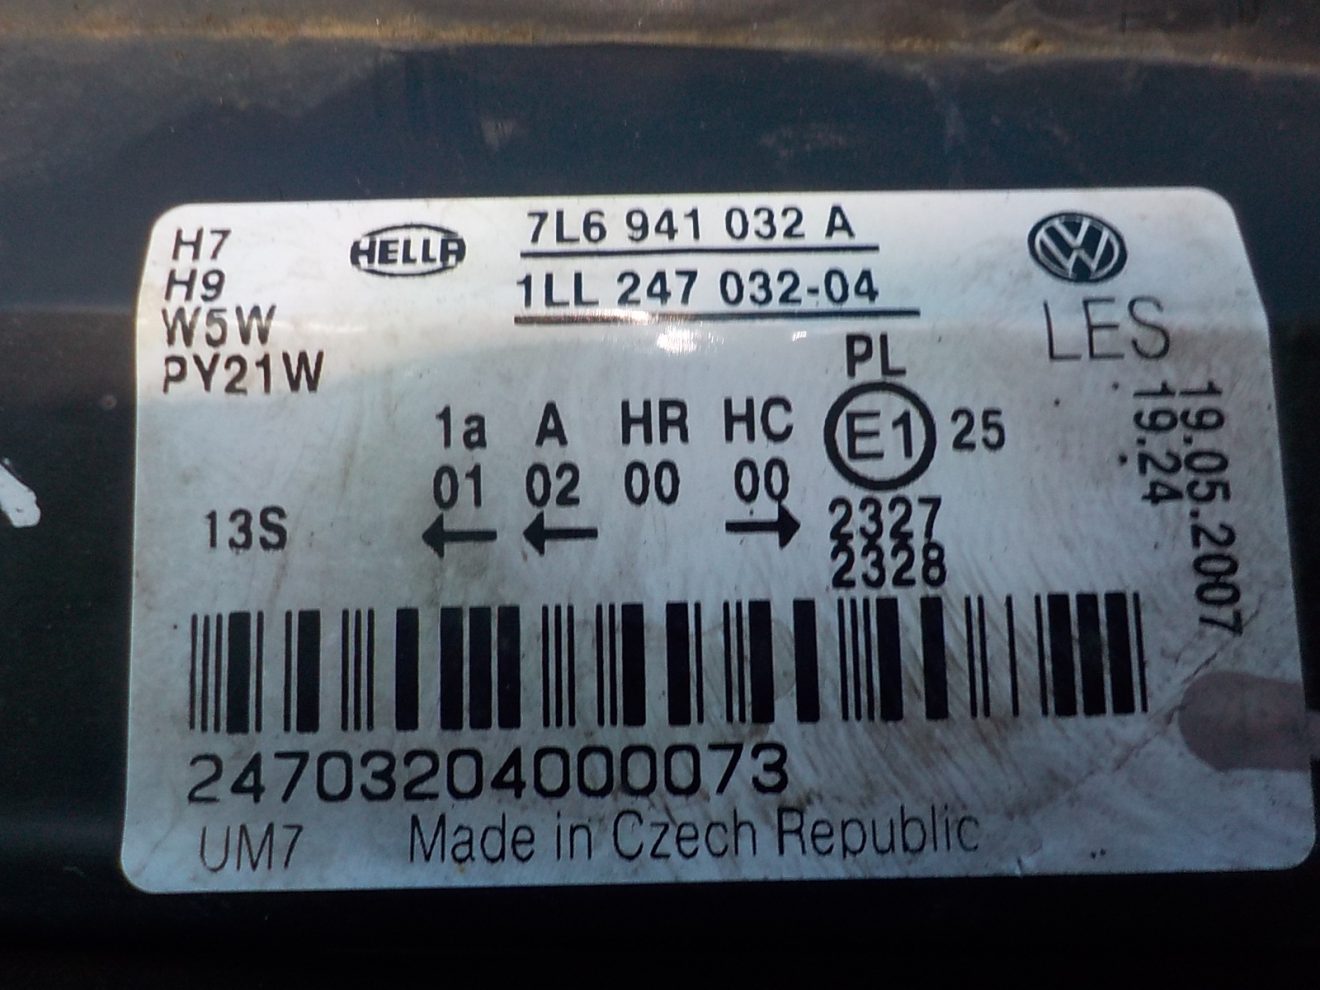 H7
H9
W5W
PY21W
HELLA
7L6 941 032 A
1LL 247 032-04
LES
PL
1a A HR HC E1 25
01 02 00 00
13S
2327
2328
19.05.2007
19:24
24703204000073
UM7 Made in Czech Republic